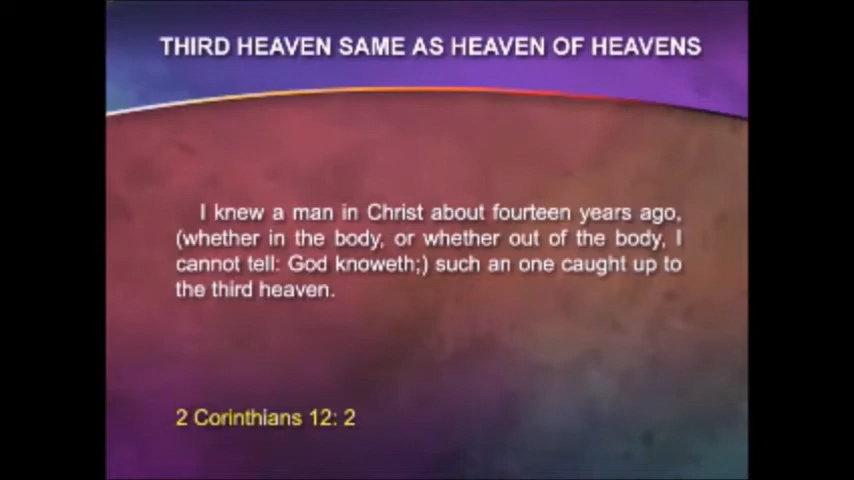 THIRD HEAVEN SAME AS HEAVEN OF HEAVENS
I knew a man in Christ about fourteen years ago,
(whether in the body, or whether out of the body, I
cannot tell: God knoweth;) such an one caught up to
the third heaven.
2 Corinthians 12: 2